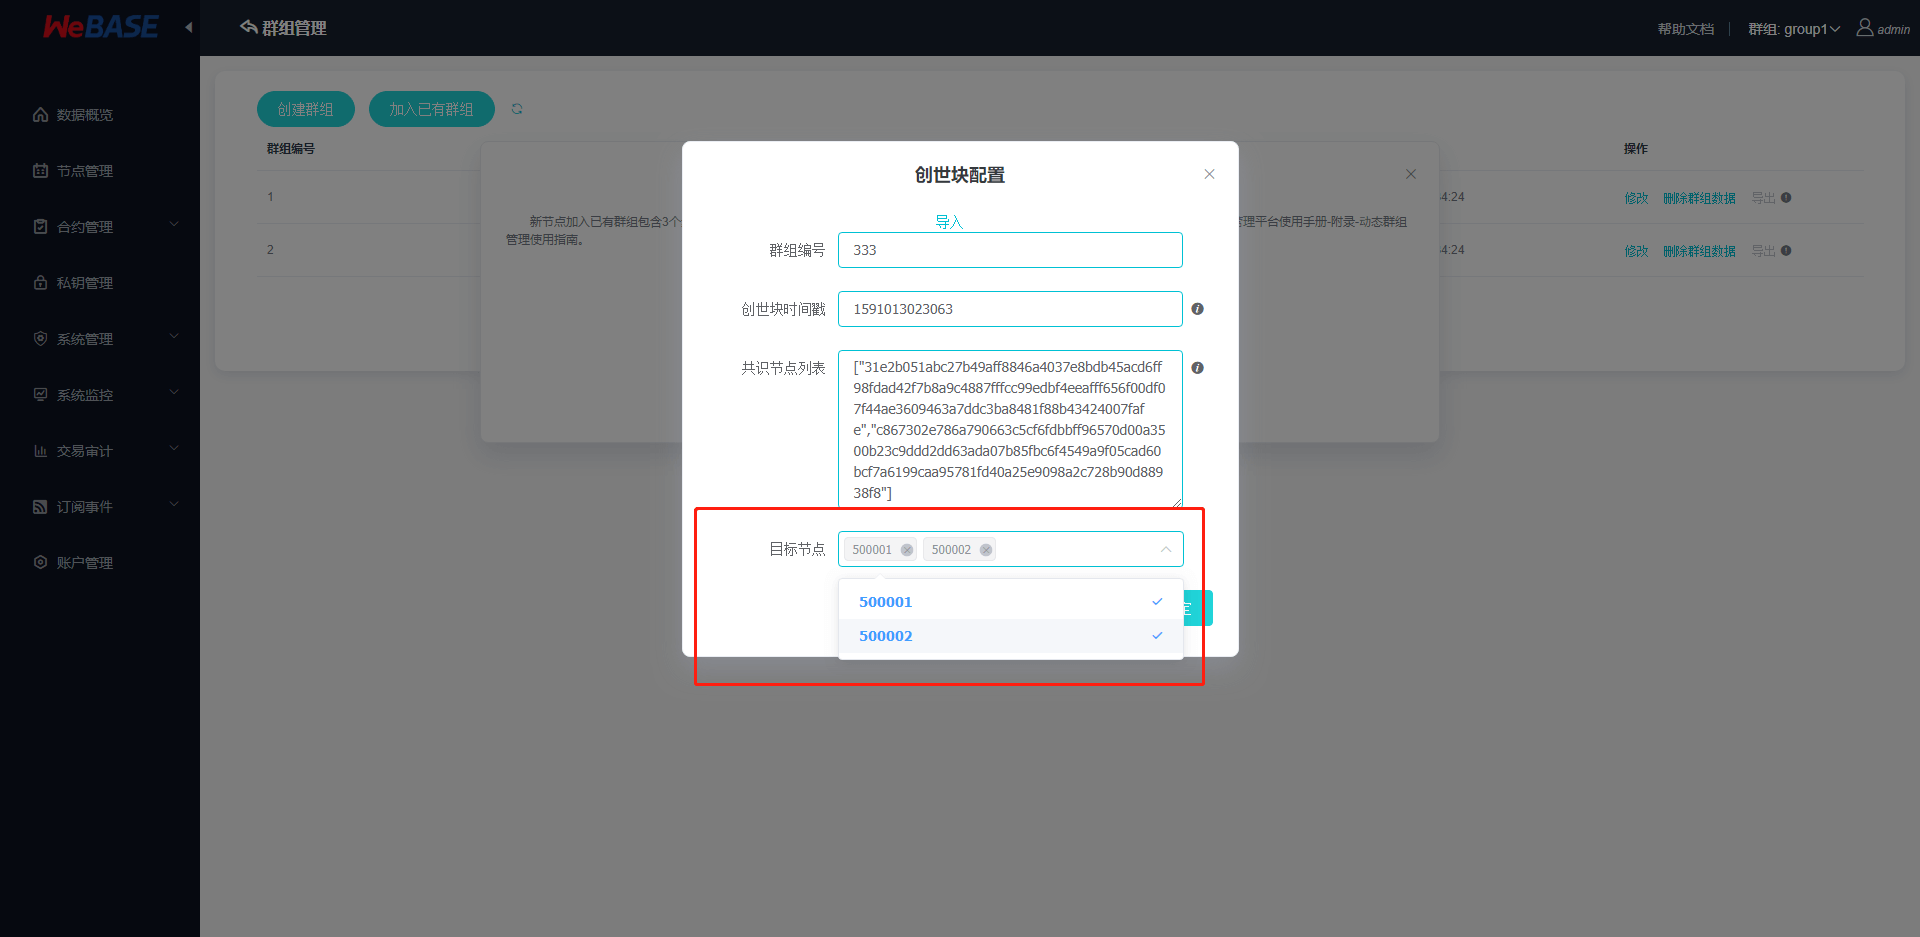 WeBASE
群组管理
帮助文档
群组: group1
admin
数据概览
节点管理
合约管理
私钥管理
系统管理
系统监控
交易审计
订阅事件
账户管理
创建群组
加入已有群组
群组编号
操作
1
4:24
修改 删除群组数据 导出
2
4:24
修改 删除群组数据 导出
新节点加入已有群组包含3个
管理平台使用手册-附录-动态群组
管理使用指南。
创世块配置
导入
群组编号
333
创世块时间戳
1591013023063
共识节点列表
["31e2b051abc27b49aff8846a4037e8bdb45acd6ff
98fdad42f7b8a9c4887fffcc99edbf4eeafff656f00df0
7f44ae3609463a7ddc3ba8481f88b43424007faf
e","c867302e786a790663c5cf6fdbbff96570d00a35
00b23c9ddd2dd63ada07b85fbc6f4549a9f05cad60
bcf7a6199caa95781fd40a25e9098a2c728b90d889
38f8"]
目标节点
500001 500002
500001
500002